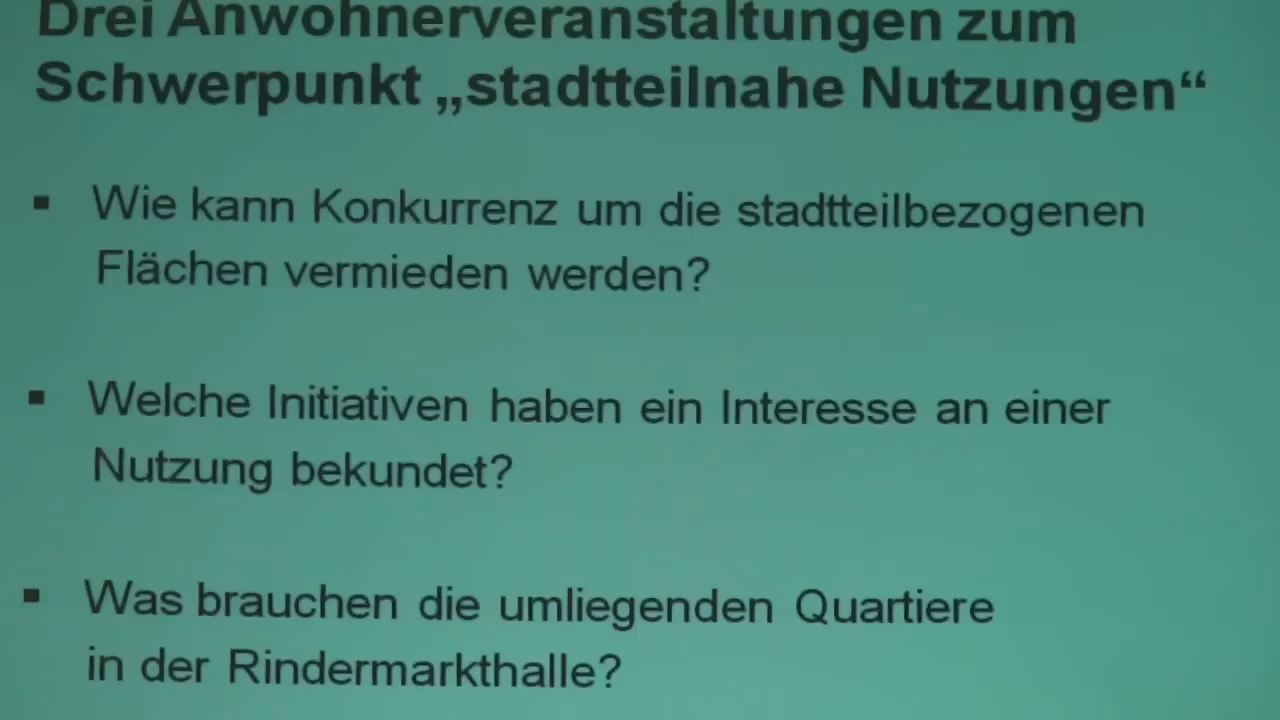 Drei Anwohnerveranstaltungen zum
Schwerpunkt „stadtteilnahe Nutzungen“
▪ Wie kann Konkurrenz um die stadtteilbezogenen
Flächen vermieden werden?
▪ Welche Initiativen haben ein Interesse an einer
Nutzung bekundet?
▪ Was brauchen die umliegenden Quartiere
in der Rindermarkthalle?